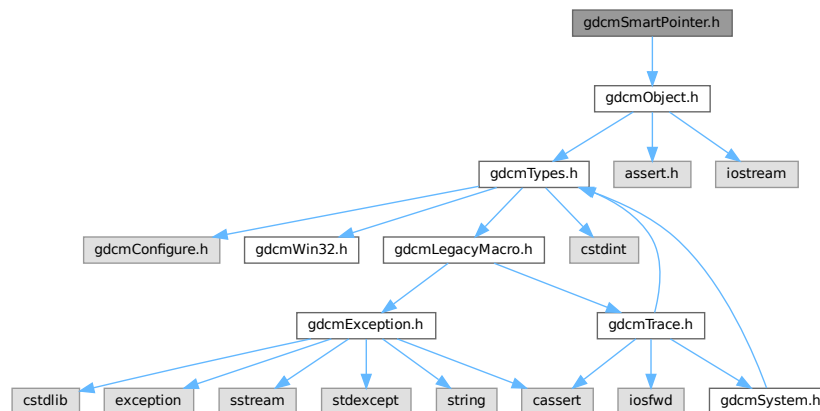 gdcmSmartPointer.h
gdcmObject.h
gdcmTypes.h
assert.h
iostream
gdcmConfigure.h
gdcmWin32.h
gdcmLegacyMacro.h
cstdint
gdcmException.h
gdcmTrace.h
cstdlib
exception
sstream
stdexcept
string
cassert
iosfwd
gdcmSystem.h